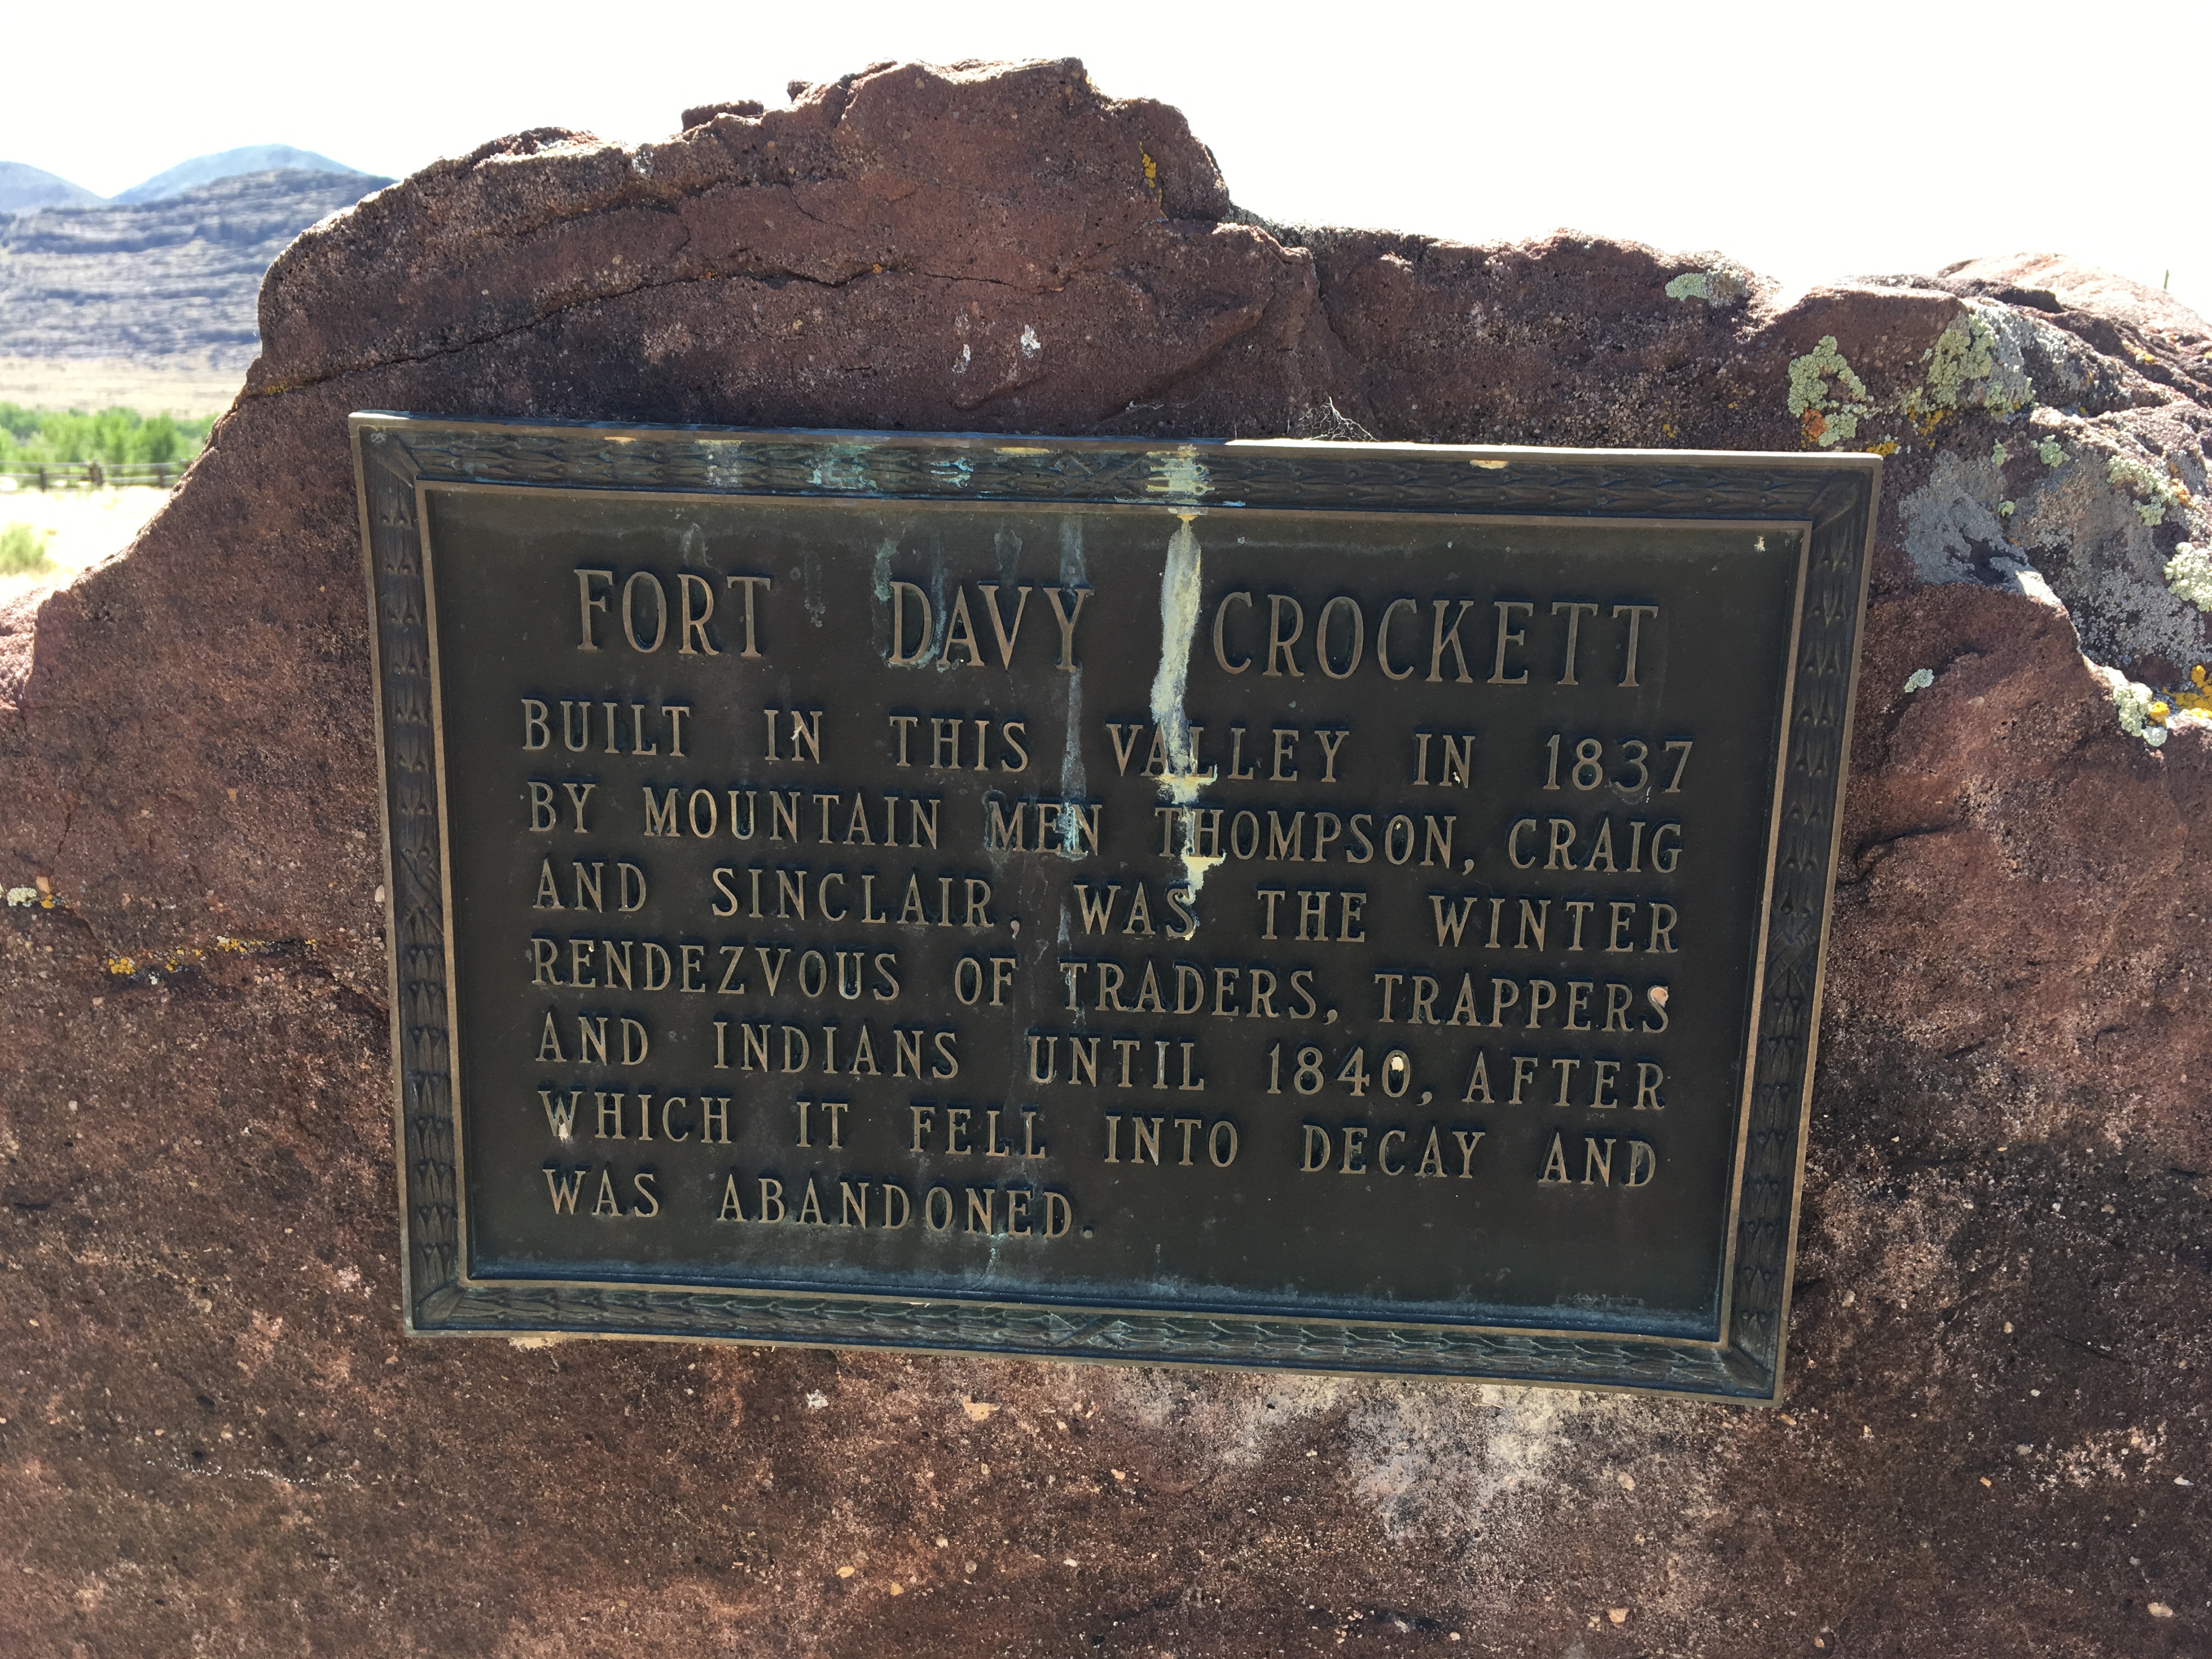 FORT DAVY CROCKETT
BUILT IN THIS VALLEY IN 1837
BY MOUNTAIN MEN THOMPSON, CRAIG
AND SINCLAIR, WAS THE WINTER
RENDEZVOUS OF TRADERS, TRAPPERS
AND INDIANS UNTIL 1840, AFTER
WHICH IT FELL INTO DECAY AND
WAS ABANDONED.